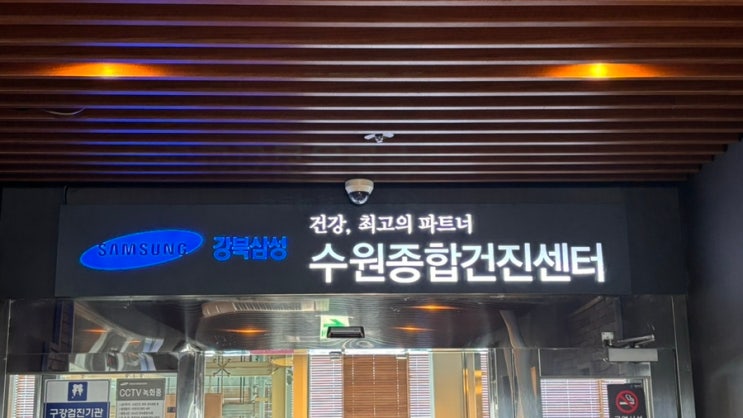 건강, 최고의 파트너
SAMSUNG 강북삼성 수원종합건진센터
구강검진기관
CCTV 녹화중